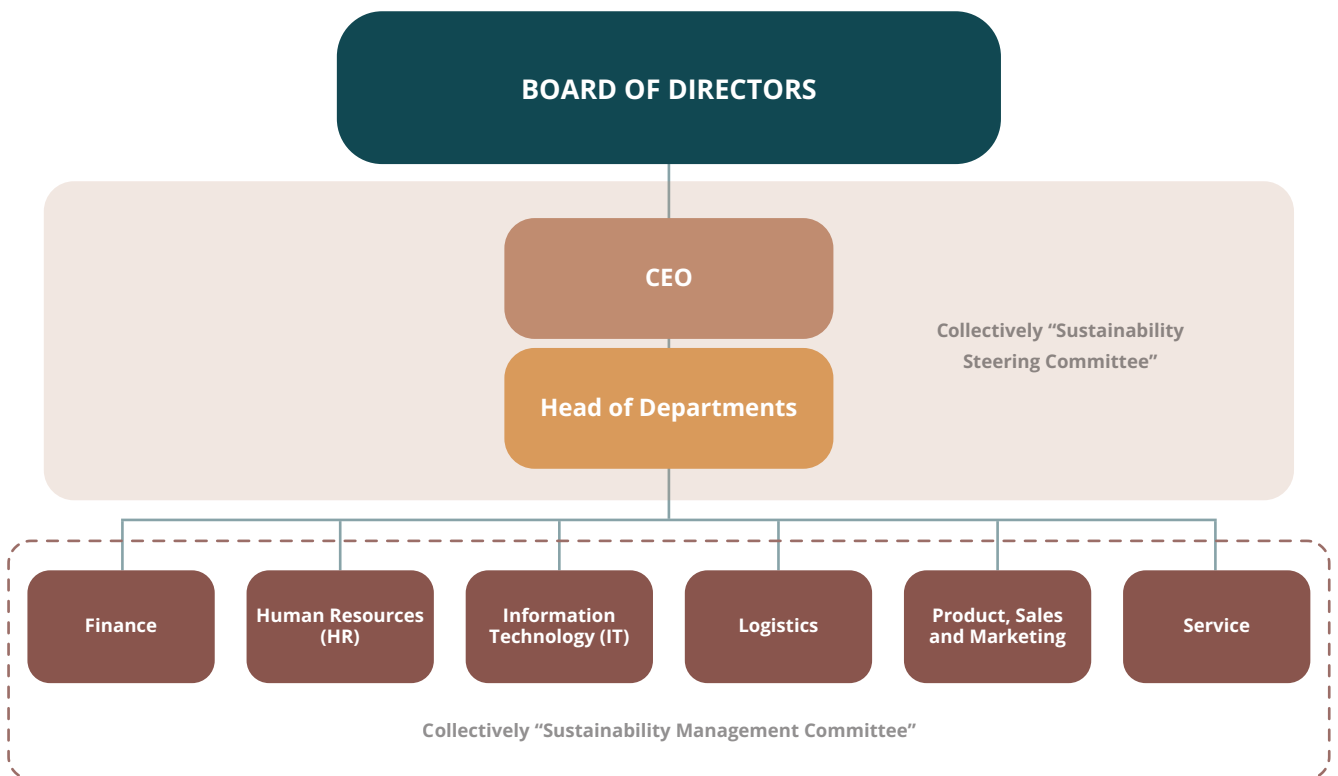 BOARD OF DIRECTORS
CEO
Collectively “Sustainability
Steering Committee”
Head of Departments
Finance
Human Resources
(HR)
Information
Technology (IT)
Logistics
Product, Sales
and Marketing
Service
Collectively “Sustainability Management Committee”